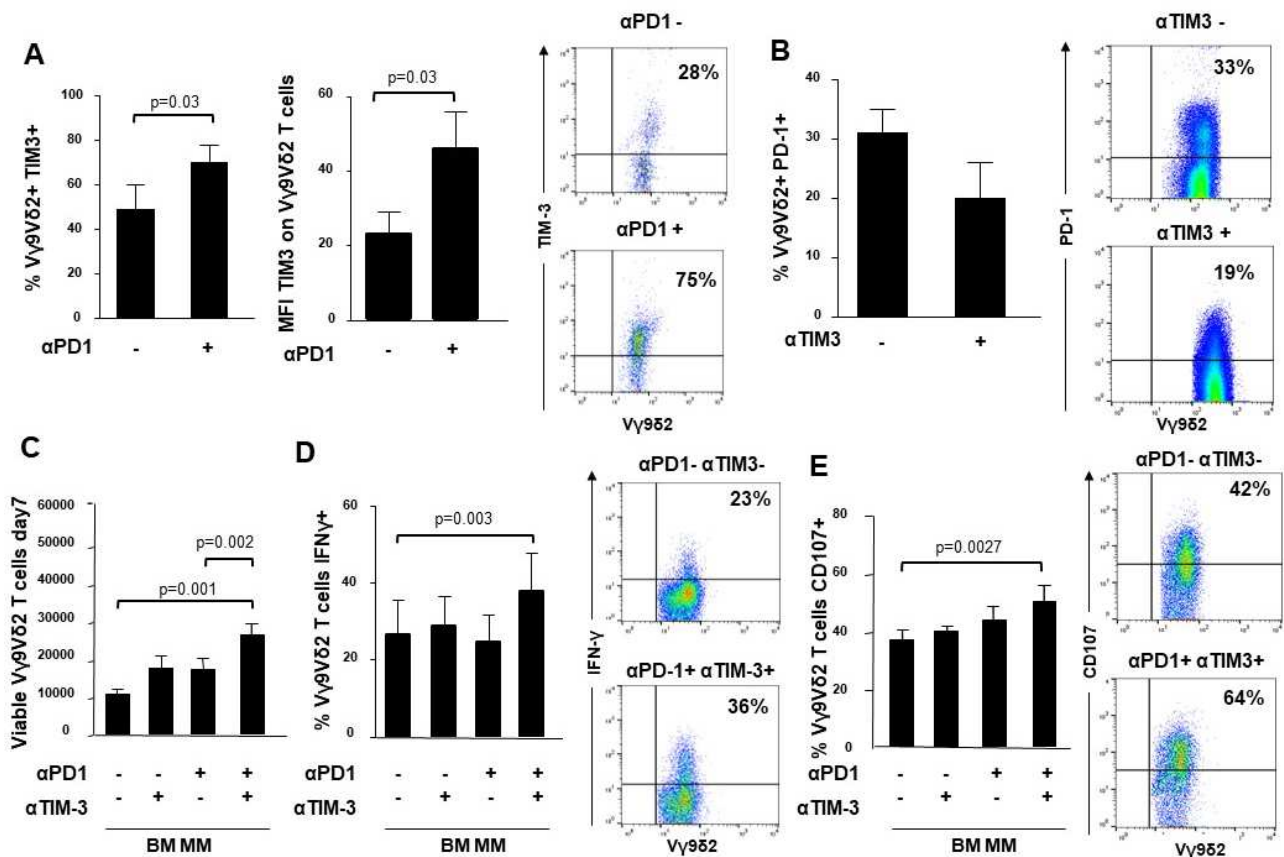 A
% Vγ9Vδ2+ TIM3+
100
80
60
40
20
0
p=0.03
αPD1 - +
MFI TIM3 on Vγ9Vδ2 T cells
60
40
20
0
p=0.03
αPD1 - +
αPD1 -
28%
αPD1 +
75%
TIM-3
Vγ9δ2
B
% Vγ9Vδ2+ PD-1+
40
30
20
10
0
αTIM3 - +
αTIM3 -
33%
αTIM3 +
19%
PD-1
Vγ9δ2
C
Viable Vγ9Vδ2 T cells day7
60000
50000
40000
30000
20000
10000
0
p=0.002
p=0.001
αPD1 - - + +
αTIM-3 - + - +
BM MM
D
% Vγ9Vδ2 T cells IFNγ+
60
40
20
0
p=0.003
αPD1 - - + +
αTIM-3 - + - +
BM MM
αPD1- αTIM3-
23%
αPD-1+ αTIM-3+
36%
IFN-γ
Vγ9δ2
E
% Vγ9Vδ2 T cells CD107+
80
60
40
20
0
p=0.0027
αPD1 - - + +
αTIM-3 - + - +
BM MM
αPD1- αTIM3-
42%
αPD1+ αTIM3+
64%
CD107
Vγ9δ2